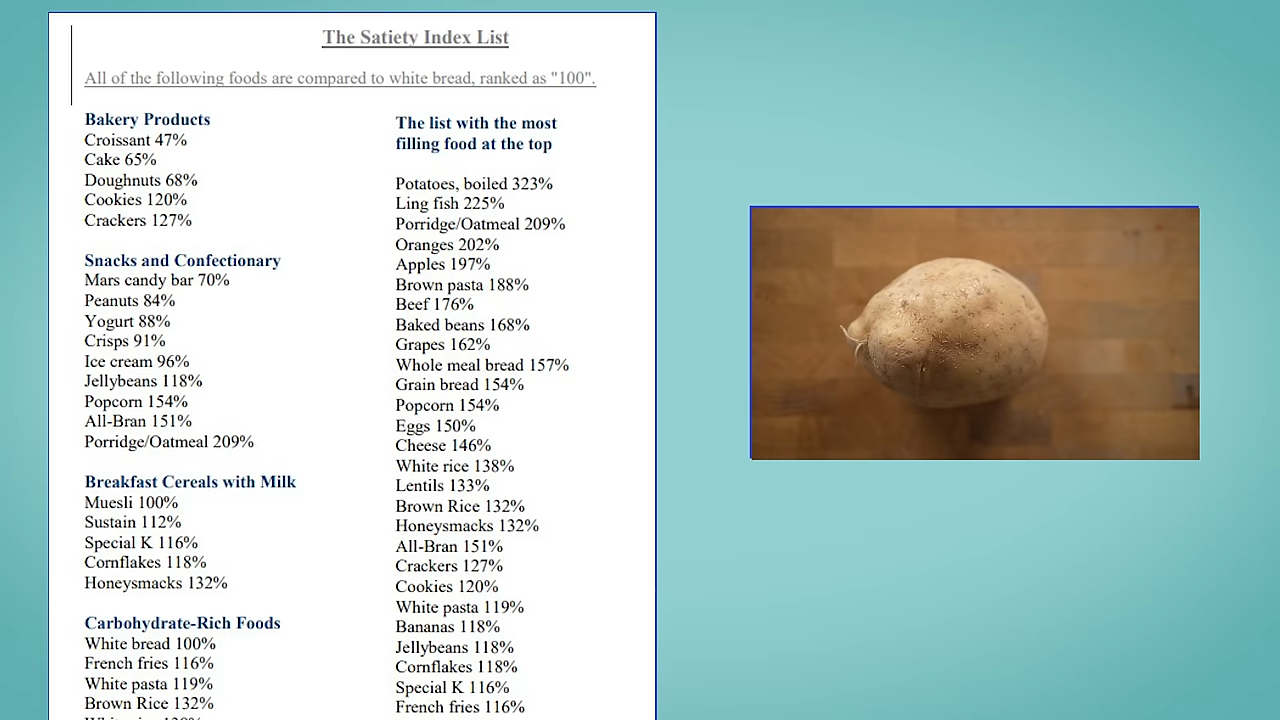 The Satiety Index List
All of the following foods are compared to white bread, ranked as "100".
Bakery Products
Croissant 47%
Cake 65%
Doughnuts 68%
Cookies 120%
Crackers 127%
Snacks and Confectionary
Mars candy bar 70%
Peanuts 84%
Yogurt 88%
Crisps 91%
Ice cream 96%
Jellybeans 118%
Popcorn 154%
All-Bran 151%
Porridge/Oatmeal 209%
Breakfast Cereals with Milk
Muesli 100%
Sustain 112%
Special K 116%
Cornflakes 118%
Honeysmacks 132%
Carbohydrate-Rich Foods
White bread 100%
French fries 116%
White pasta 119%
Brown Rice 132%
The list with the most
filling food at the top
Potatoes, boiled 323%
Ling fish 225%
Porridge/Oatmeal 209%
Oranges 202%
Apples 197%
Brown pasta 188%
Beef 176%
Baked beans 168%
Grapes 162%
Whole meal bread 157%
Grain bread 154%
Popcorn 154%
Eggs 150%
Cheese 146%
White rice 138%
Lentils 133%
Brown Rice 132%
Honeysmacks 132%
All-Bran 151%
Crackers 127%
Cookies 120%
White pasta 119%
Bananas 118%
Jellybeans 118%
Cornflakes 118%
Special K 116%
French fries 116%